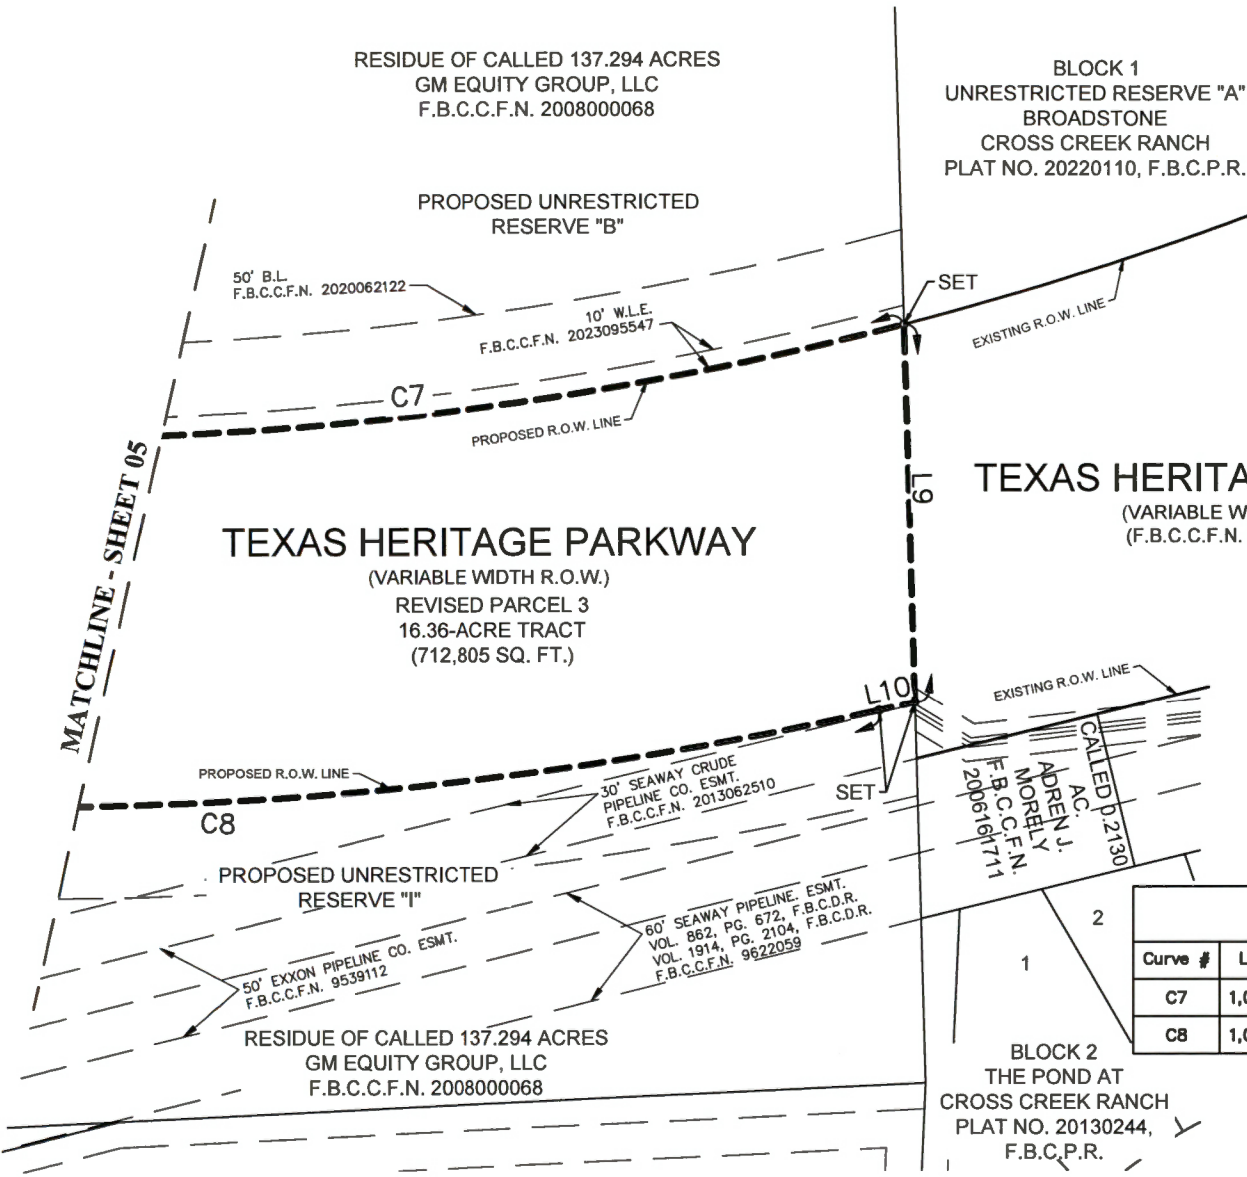 RESIDUE OF CALLED 137.294 ACRES
GM EQUITY GROUP, LLC
F.B.C.C.F.N. 2008000068
BLOCK 1
UNRESTRICTED RESERVE "A"
BROADSTONE
CROSS CREEK RANCH
PLAT NO. 20220110, F.B.C.P.R.
PROPOSED UNRESTRICTED
RESERVE "B"
50' B.L.
F.B.C.C.F.N. 2020062122
10' W.L.E.
F.B.C.C.F.N. 2023095547
SET
EXISTING R.O.W. LINE
C7
PROPOSED R.O.W. LINE
MATCHLINE - SHEET 05
L9
TEXAS HERITAGE PARKWAY
(VARIABLE WIDTH R.O.W.)
REVISED PARCEL 3
16.36-ACRE TRACT
(712,805 SQ. FT.)
TEXAS HERITA
(VARIABLE W
(F.B.C.C.F.N.
L10
EXISTING R.O.W. LINE
PROPOSED R.O.W. LINE
C8
30' SEAWAY CRUDE
PIPELINE CO. ESMT.
F.B.C.C.F.N. 2013062510
SET
CALLED 0.2130
AC.
ADREN J.
MORELY
F.B.C.C.F.N.
2006161711
PROPOSED UNRESTRICTED
RESERVE "I"
50' EXXON PIPELINE CO. ESMT.
F.B.C.C.F.N. 9539112
60' SEAWAY PIPELINE. ESMT.
VOL. 862, PG. 672, F.B.C.D.R.
VOL. 1914, PG. 2104, F.B.C.D.R.
F.B.C.C.F.N. 9622059
2
1
Curve # L
C7 1,0
C8 1,0
RESIDUE OF CALLED 137.294 ACRES
GM EQUITY GROUP, LLC
F.B.C.C.F.N. 2008000068
BLOCK 2
THE POND AT
CROSS CREEK RANCH
PLAT NO. 20130244,
F.B.C.P.R.